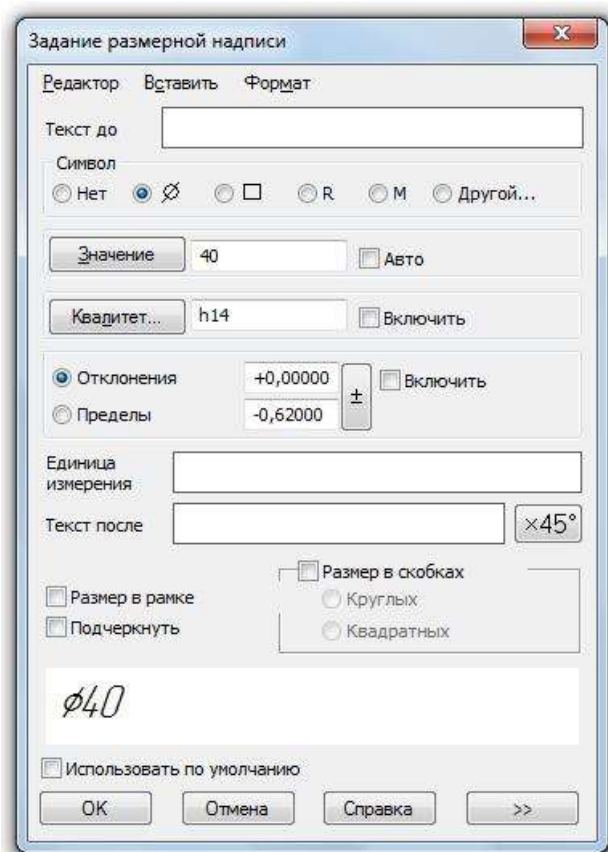 Задание размерной надписи
Редактор Вставить Формат
Текст до
Символ
Нет Ø □ R M Другой...
Значение 40 Авто
Квалитет... h14 Включить
Отклонения +0,00000 ± Включить
Пределы -0,62000
Единица
измерения
Текст после ×45°
Размер в скобках
Размер в рамке Круглых
Подчеркнуть Квадратных
Ø40
Использовать по умолчанию
OK Отмена Справка >>